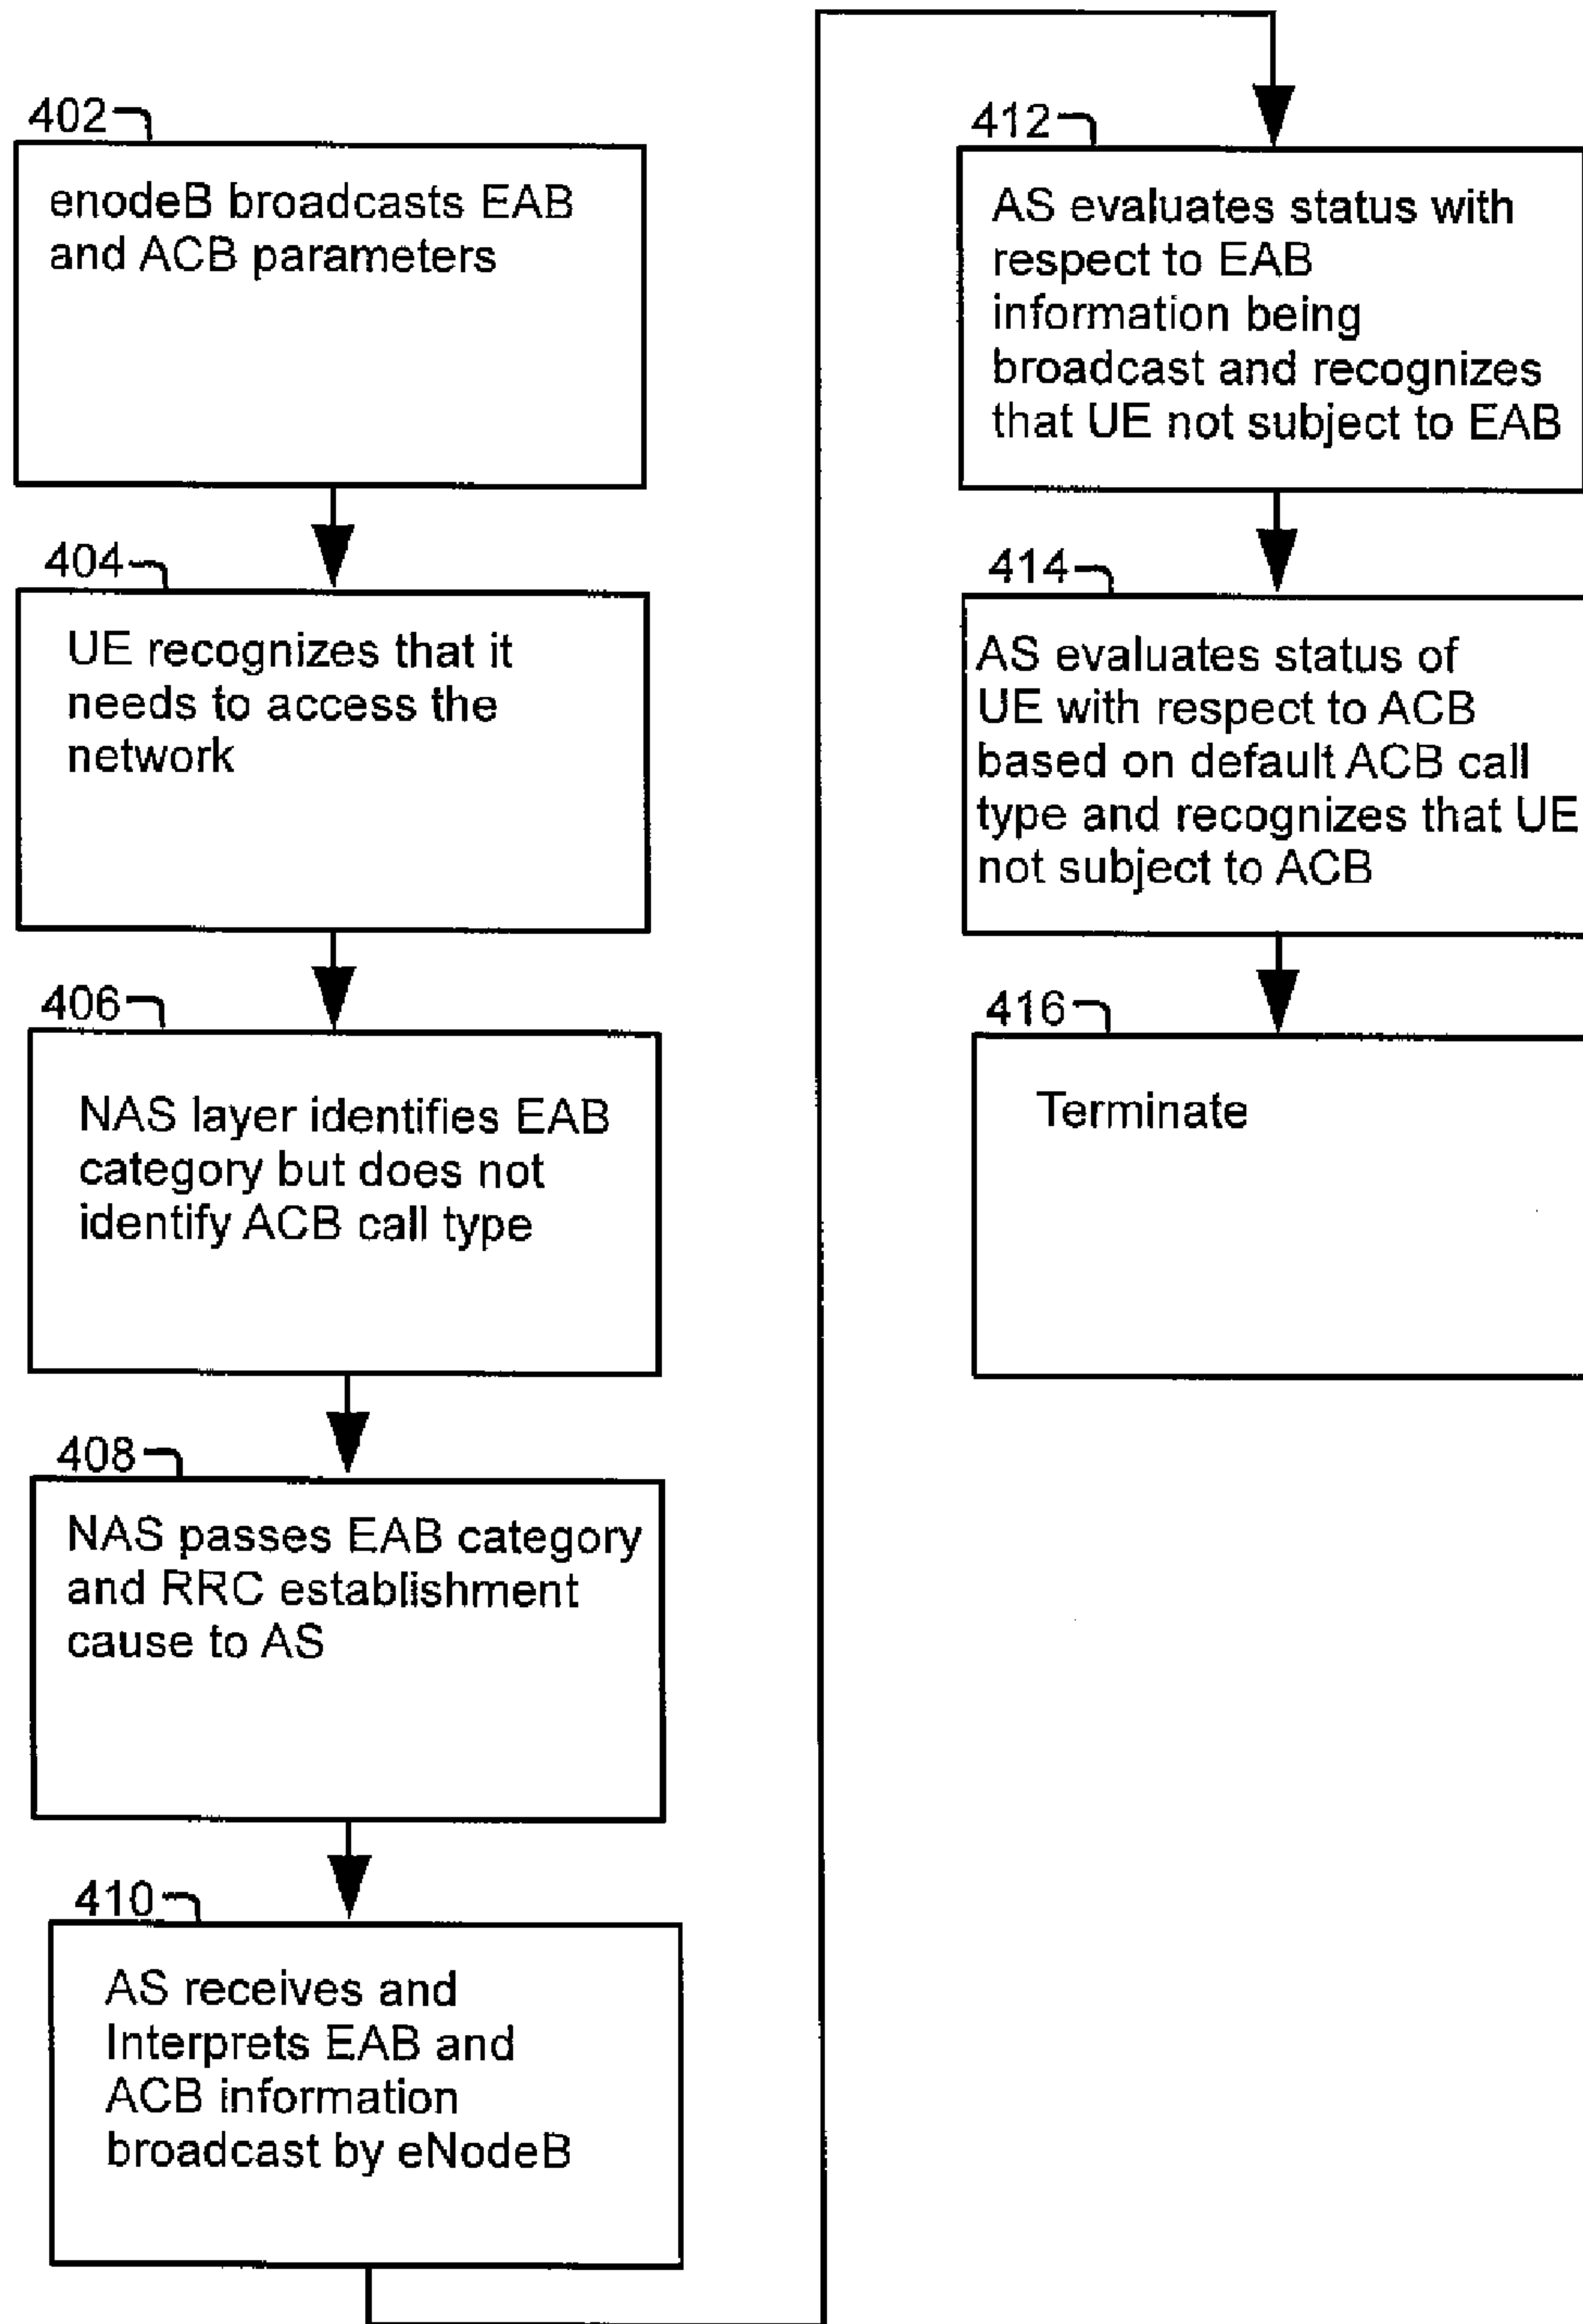 402
enodeB broadcasts EAB
and ACB parameters
404
UE recognizes that it
needs to access the
network
406
NAS layer identifies EAB
category but does not
identify ACB call type
408
NAS passes EAB category
and RRC establishment
cause to AS
410
AS receives and
Interprets EAB and
ACB information
broadcast by eNodeB
412
AS evaluates status with
respect to EAB
information being
broadcast and recognizes
that UE not subject to EAB
414
AS evaluates status of
UE with respect to ACB
based on default ACB call
type and recognizes that UE
not subject to ACB
416
Terminate